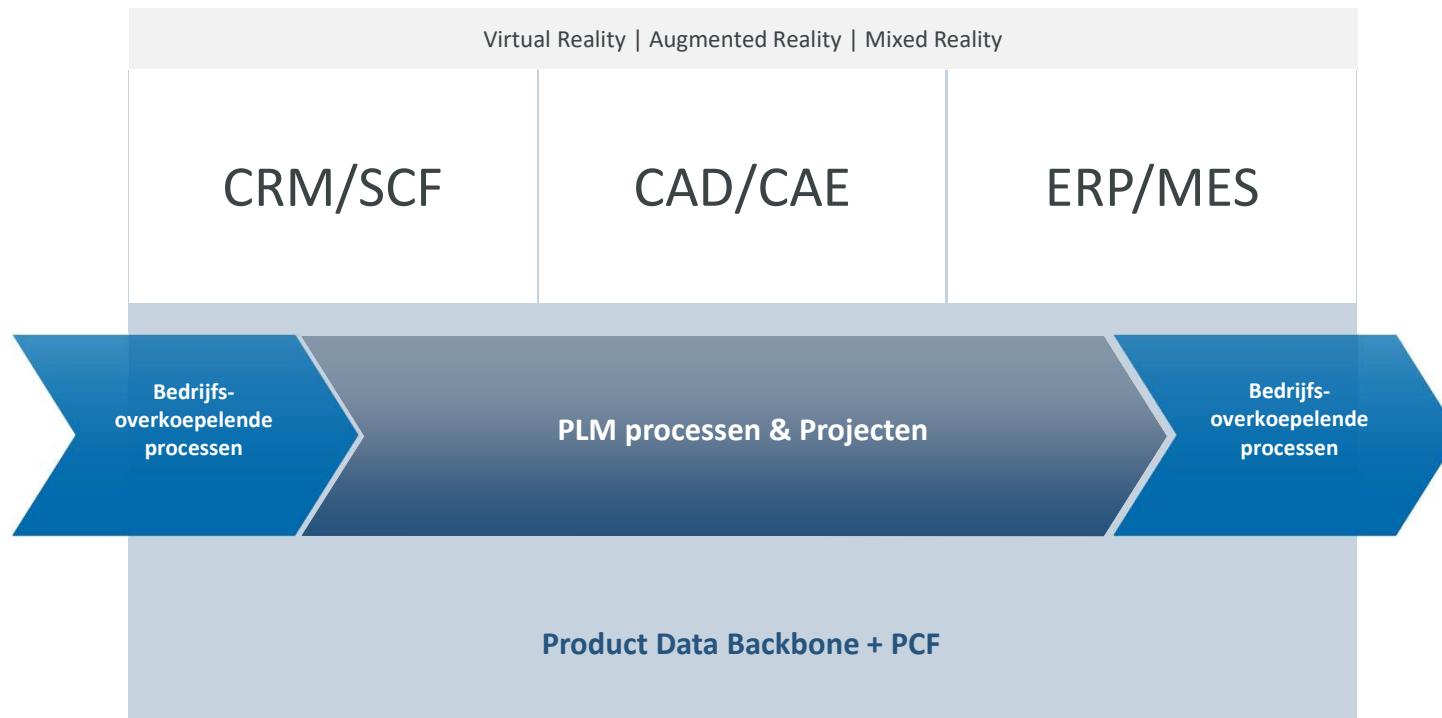 Virtual Reality | Augmented Reality | Mixed Reality
CRM/SCF
CAD/CAE
ERP/MES
Bedrijfs-
overkoepelende
processen
PLM processen & Projecten
Bedrijfs-
overkoepelende
processen
Product Data Backbone + PCF